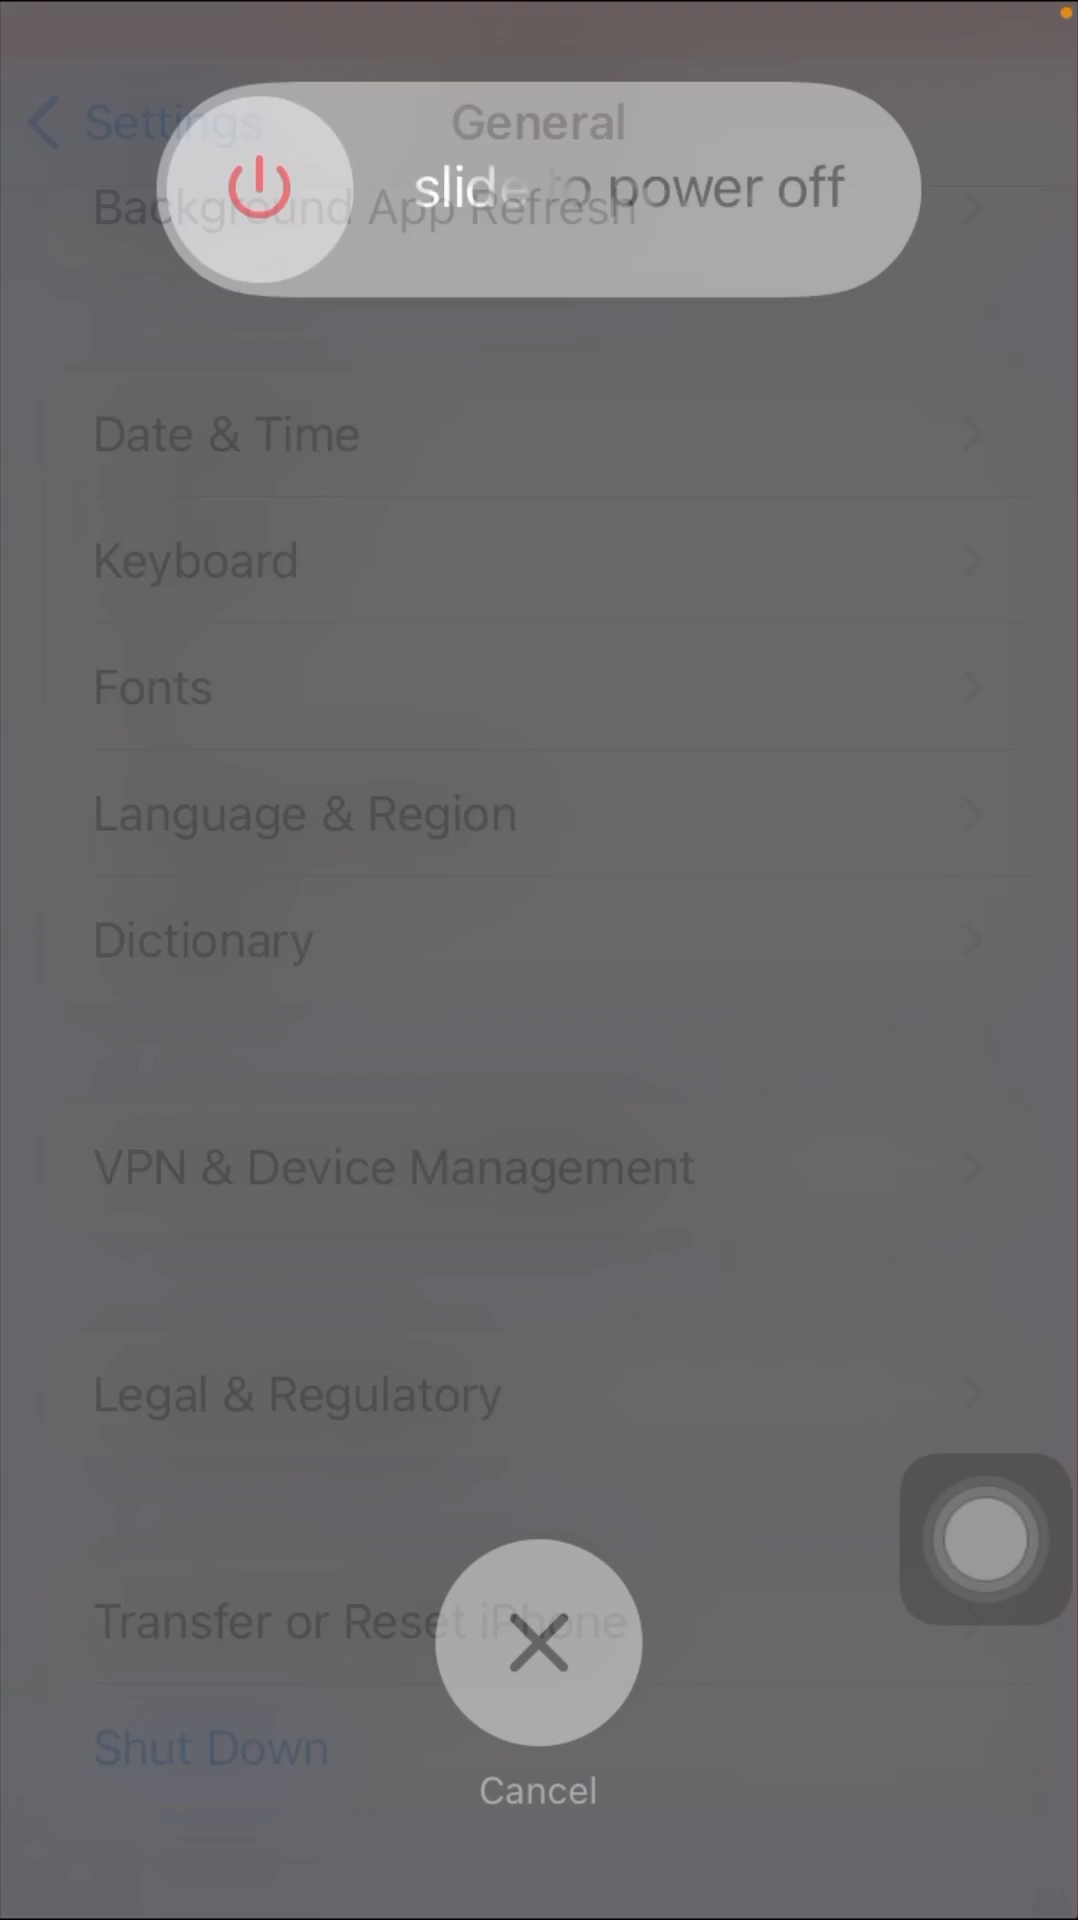 Settings
General
slide to power off
Background App Refresh
Date & Time
Keyboard
Fonts
Language & Region
Dictionary
VPN & Device Management
Legal & Regulatory
Transfer or Reset iPhone
Shut Down
Cancel